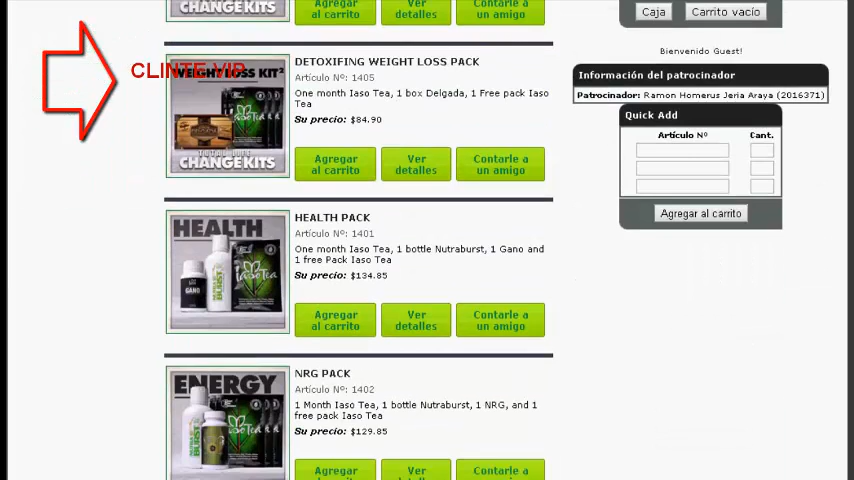 CHANGE KITS
Agregar
al carrito
Ver
detalles
Contarle a
un amigo
Caja
Carrito vacío
Bienvenido Guest!
Información del patrocinador
Patrocinador: Ramon Homerus Jeria Araya (2016371)
Quick Add
Artículo Nº
Cant.
Agregar al carrito
CLINTE VIP
WEIGHT LOSS KIT
TOTAL LIFE
CHANGE KITS
DETOXIFING WEIGHT LOSS PACK
Artículo Nº: 1405
One month Iaso Tea, 1 box Delgada, 1 Free pack Iaso
Tea
Su precio: $84.90
Agregar
al carrito
Ver
detalles
Contarle a
un amigo
HEALTH
GANO
NUTRA BURST
IasoTea
HEALTH PACK
Artículo Nº: 1401
One month Iaso Tea, 1 bottle Nutraburst, 1 Gano and
1 free Pack Iaso Tea
Su precio: $134.85
Agregar
al carrito
Ver
detalles
Contarle a
un amigo
ENERGY
NRG PACK
Artículo Nº: 1402
1 Month Iaso Tea, 1 bottle Nutraburst, 1 NRG, and 1
free pack Iaso Tea
Su precio: $129.85
Agregar
Ver
Contarle a